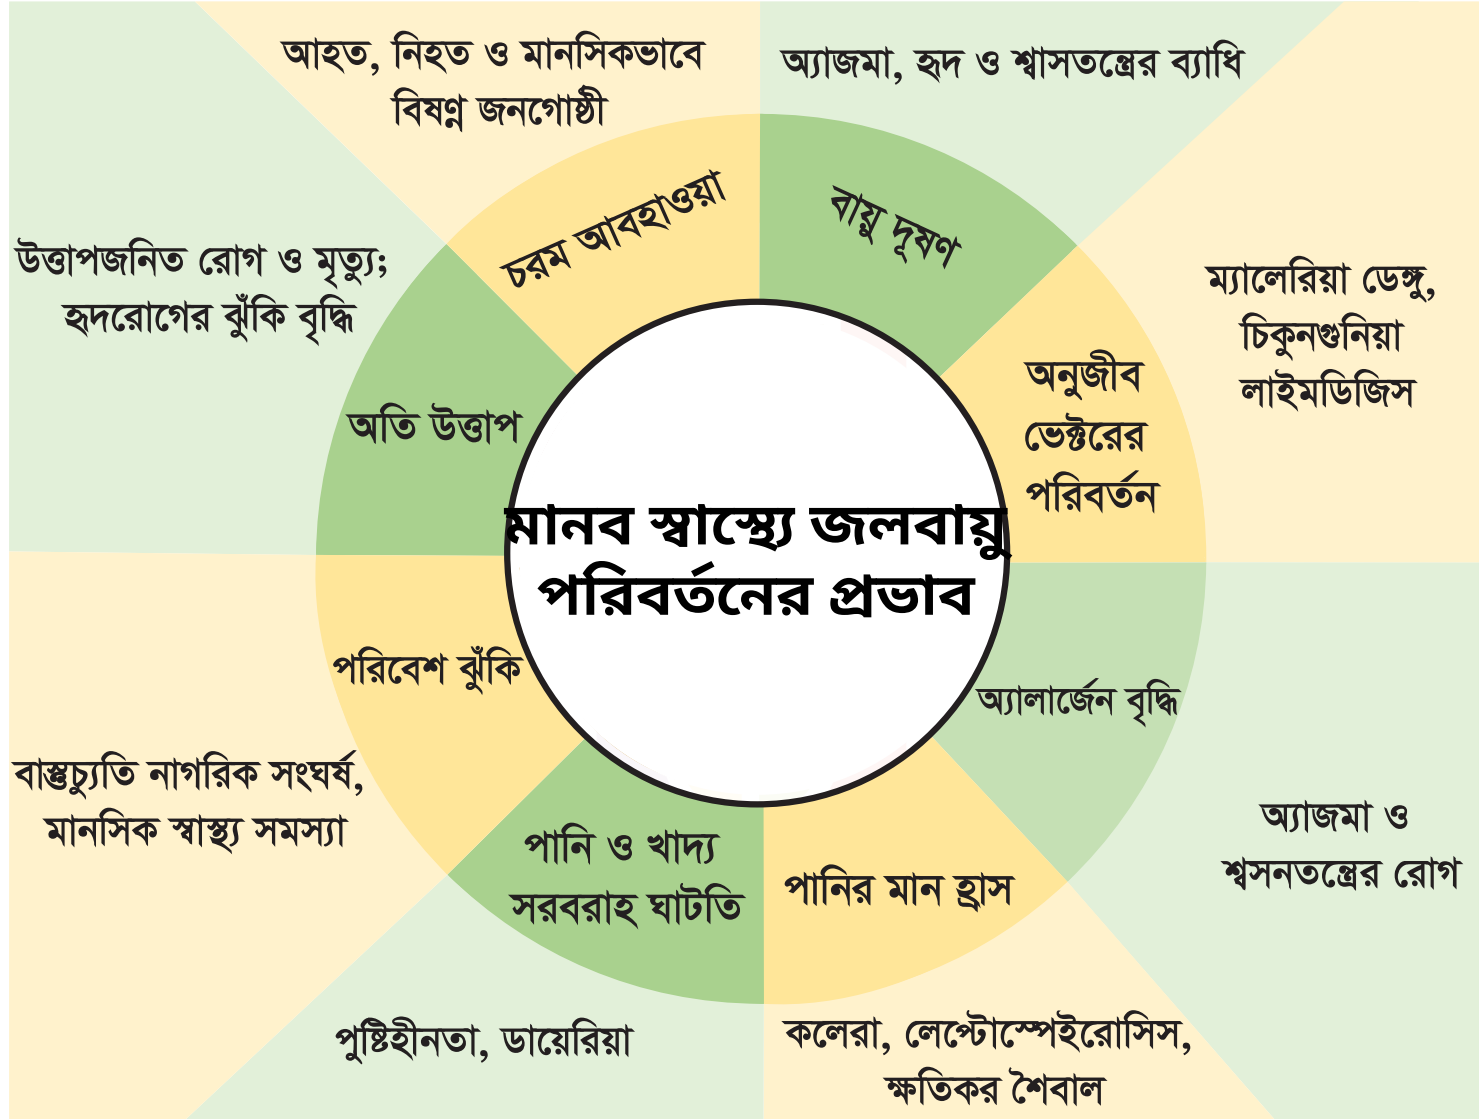 আহত, নিহত ও মানসিকভাবে
বিষণ্ণ জনগোষ্ঠী
অ্যাজমা, হৃদ ও শ্বাসতন্ত্রের ব্যাধি
চরম আবহাওয়া
বায়ু দূষণ
উত্তাপজনিত রোগ ও মৃত্যু;
হৃদরোগের ঝুঁকি বৃদ্ধি
ম্যালেরিয়া ডেঙ্গু,
চিকুনগুনিয়া
লাইমডিজিস
অতি উত্তাপ
অনুজীব
ভেক্টরের
পরিবর্তন
মানব স্বাস্থ্যে জলবায়ু
পরিবর্তনের প্রভাব
পরিবেশ ঝুঁকি
অ্যালার্জেন বৃদ্ধি
বাস্তুচ্যুতি নাগরিক সংঘর্ষ,
মানসিক স্বাস্থ্য সমস্যা
অ্যাজমা ও
শ্বসনতন্ত্রের রোগ
পানি ও খাদ্য
সরবরাহ ঘাটতি
পানির মান হ্রাস
পুষ্টিহীনতা, ডায়েরিয়া
কলেরা, লেপ্টোস্পেইরোসিস,
ক্ষতিকর শৈবাল